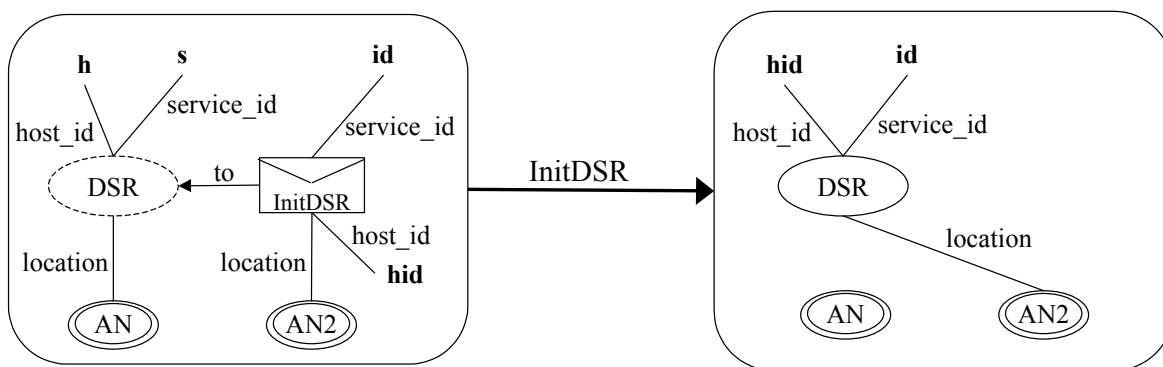 h
s
id
service_id
host_id
service_id
DSR
to
InitDSR
host_id
location
location
hid
AN
AN2
InitDSR
hid
id
host_id
service_id
DSR
location
AN
AN2